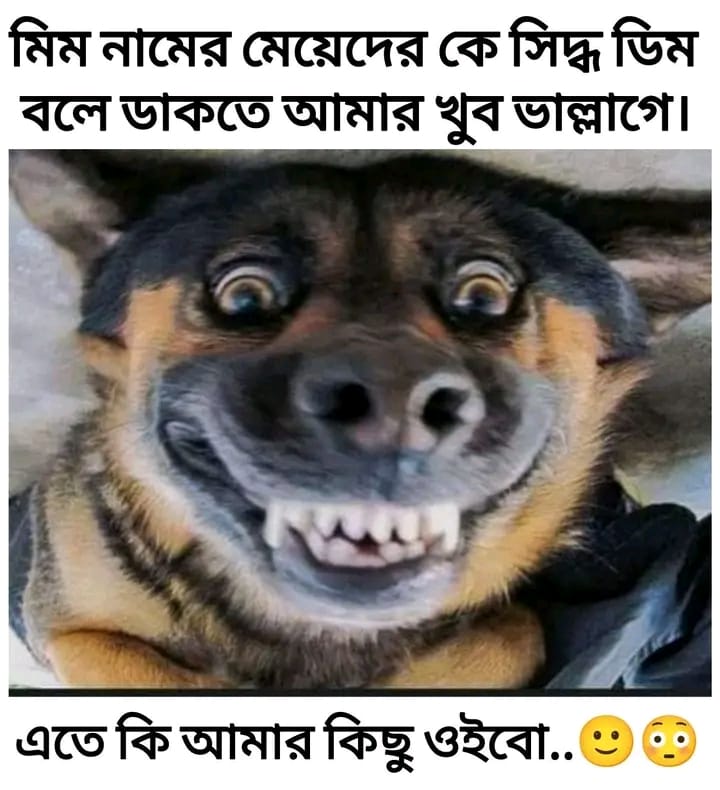 মিম নামের মেয়েদের কে সিদ্ধ ডিম
বলে ডাকতে আমার খুব ভাল্লাগে।
এতে কি আমার কিছু ওইবো..🙂😳